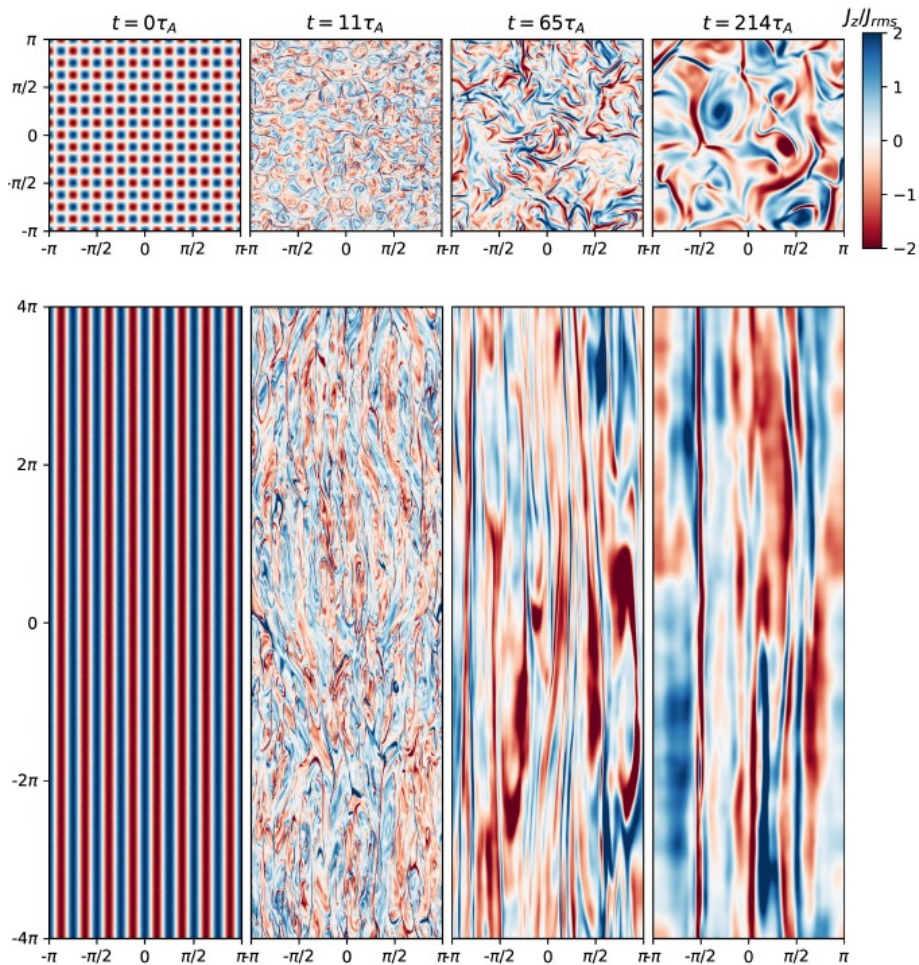 t = 0τ_A t = 11τ_A t = 65τ_A t = 214τ_A J_z/J_rms
π
π/2
0
-π/2
-π
-π -π/2 0 π/2 π
-π -π/2 0 π/2 π
-π -π/2 0 π/2 π
-π -π/2 0 π/2 π
2
1
0
−1
−2
4π
2π
0
-2π
-4π
-π -π/2 0 π/2 π
-π -π/2 0 π/2 π
-π -π/2 0 π/2 π
-π -π/2 0 π/2 π